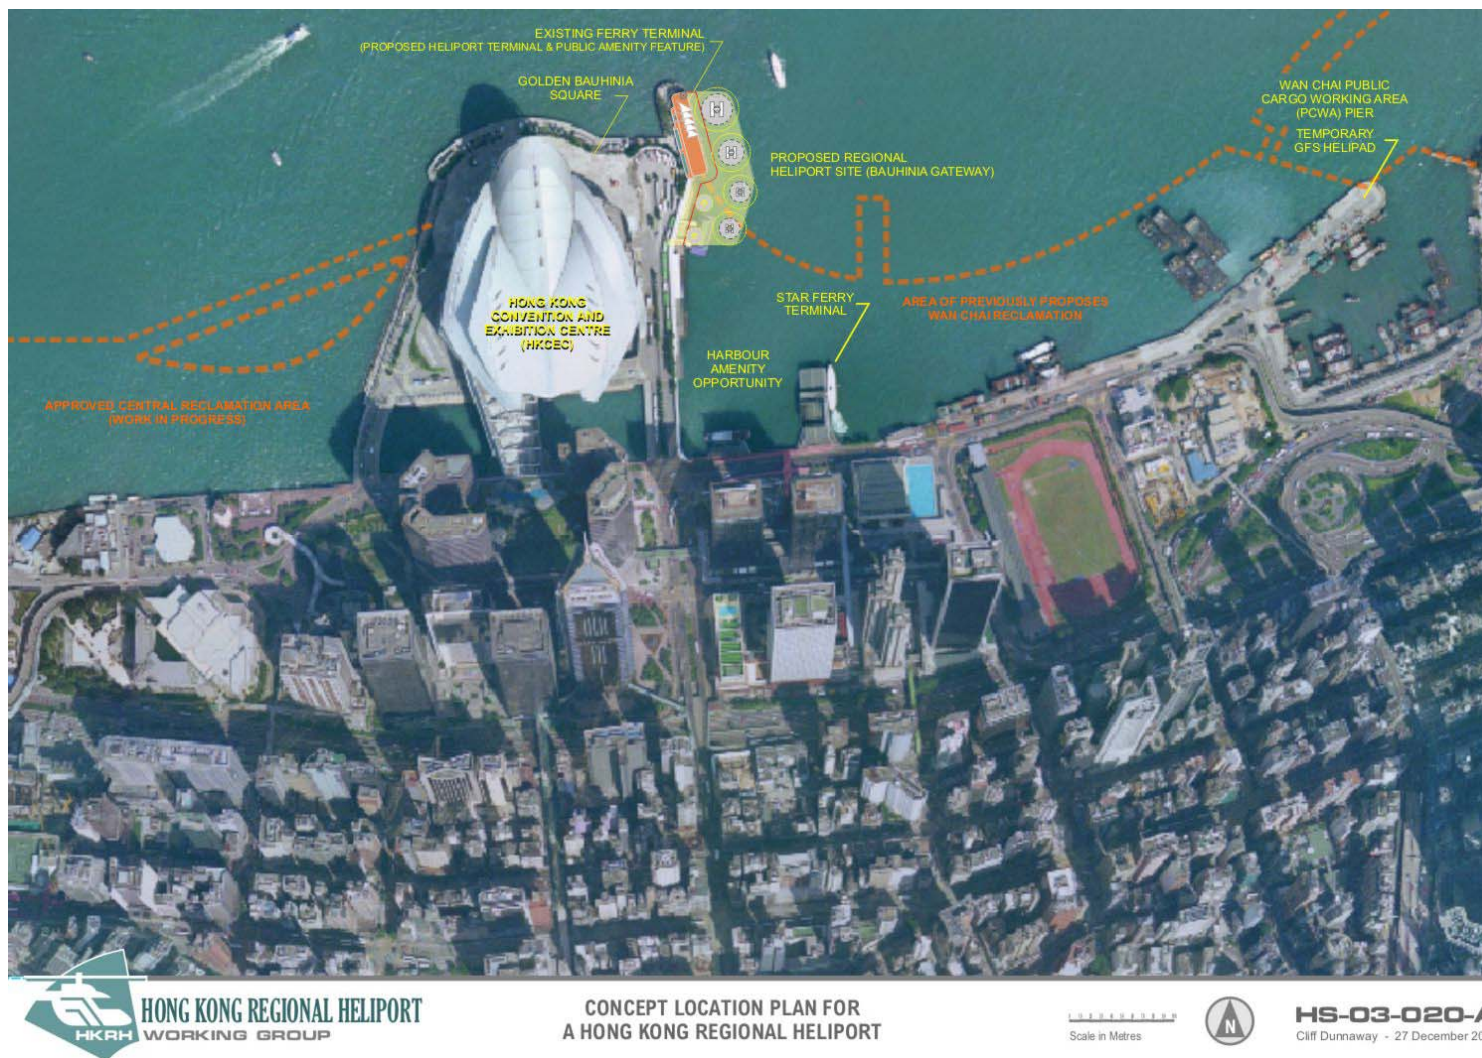 EXISTING FERRY TERMINAL
(PROPOSED HELIPORT TERMINAL & PUBLIC AMENITY FEATURE)
GOLDEN BAUHINIA
SQUARE
WAN CHAI PUBLIC
CARGO WORKING AREA
(PCWA) PIER
TEMPORARY
GFS HELIPAD
H
H
PROPOSED REGIONAL
HELIPORT SITE (BAUHINIA GATEWAY)
HONG KONG
CONVENTION AND
EXHIBITION CENTRE
(HKCEC)
STAR FERRY
TERMINAL
AREA OF PREVIOUSLY PROPOSES
WAN CHAI RECLAMATION
HARBOUR
AMENITY
OPPORTUNITY
APPROVED CENTRAL RECLAMATION AREA
(WORK IN PROGRESS)
HKRH
HONG KONG REGIONAL HELIPORT
WORKING GROUP
CONCEPT LOCATION PLAN FOR
A HONG KONG REGIONAL HELIPORT
Scale in Metres
N
HS-03-020-A
Cliff Dunnaway - 27 December 20